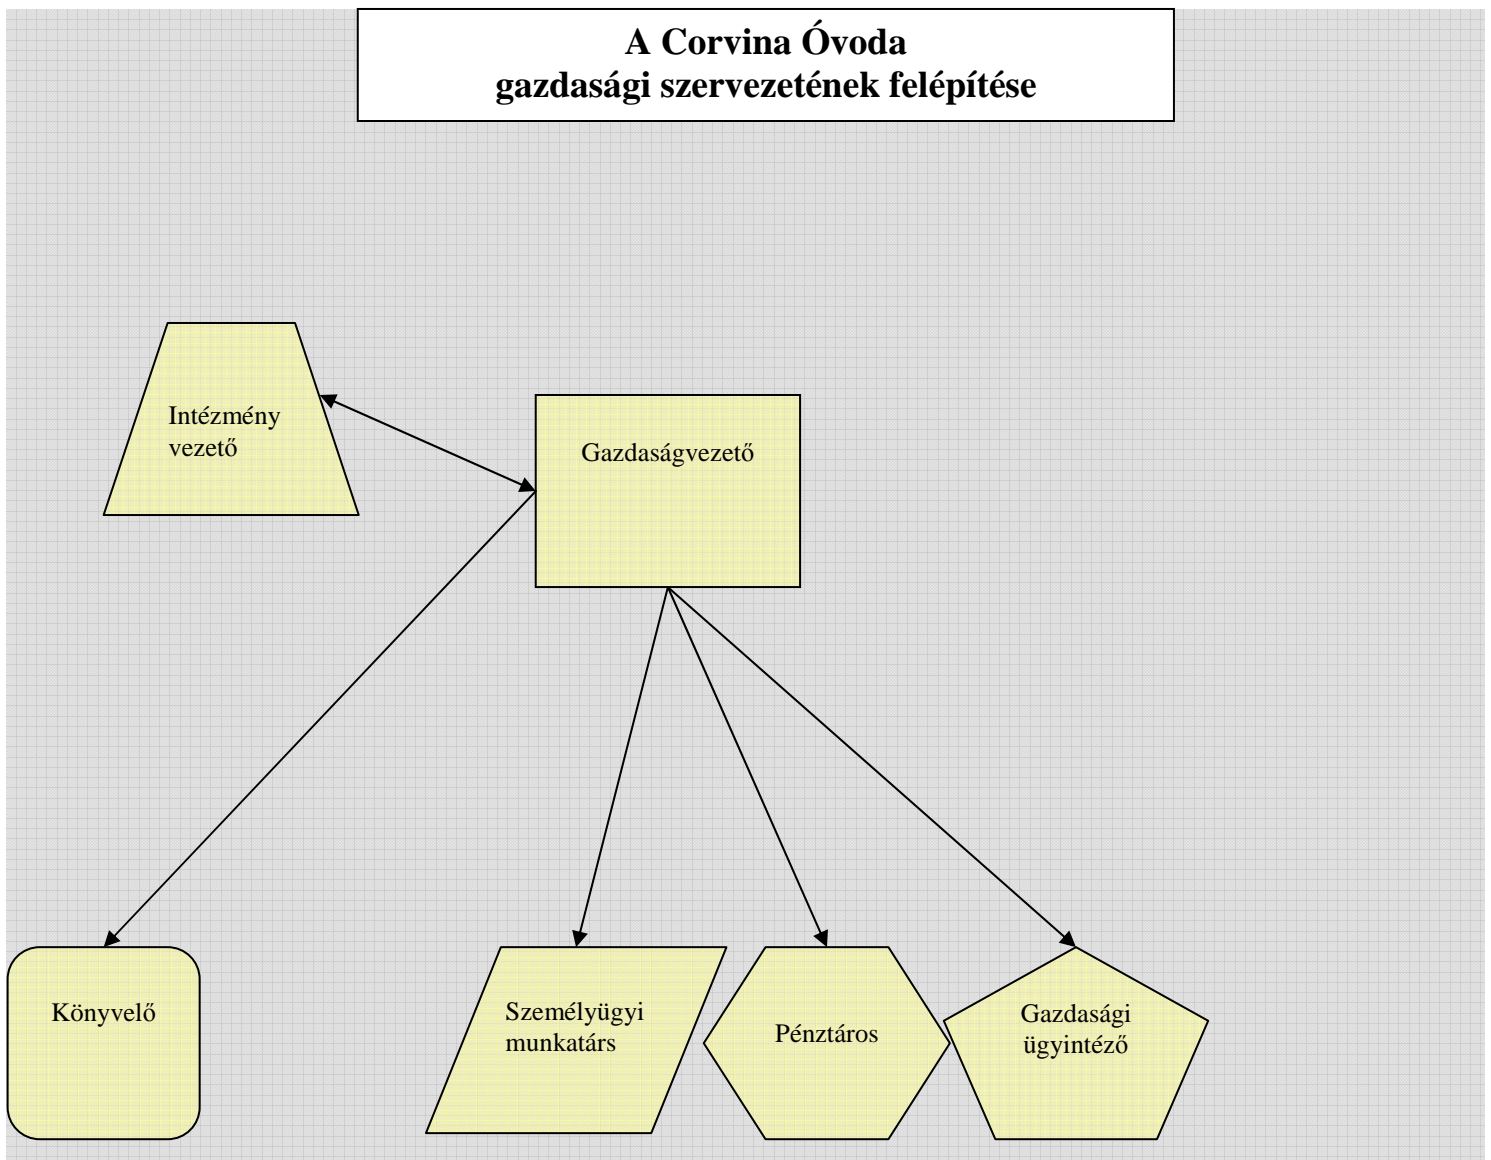 A Corvina Óvoda
gazdasági szervezetének felépítése
Intézmény
vezető
Gazdaságvezető
Könyvelő
Személyügyi
munkatárs
Pénztáros
Gazdasági
ügyintéző